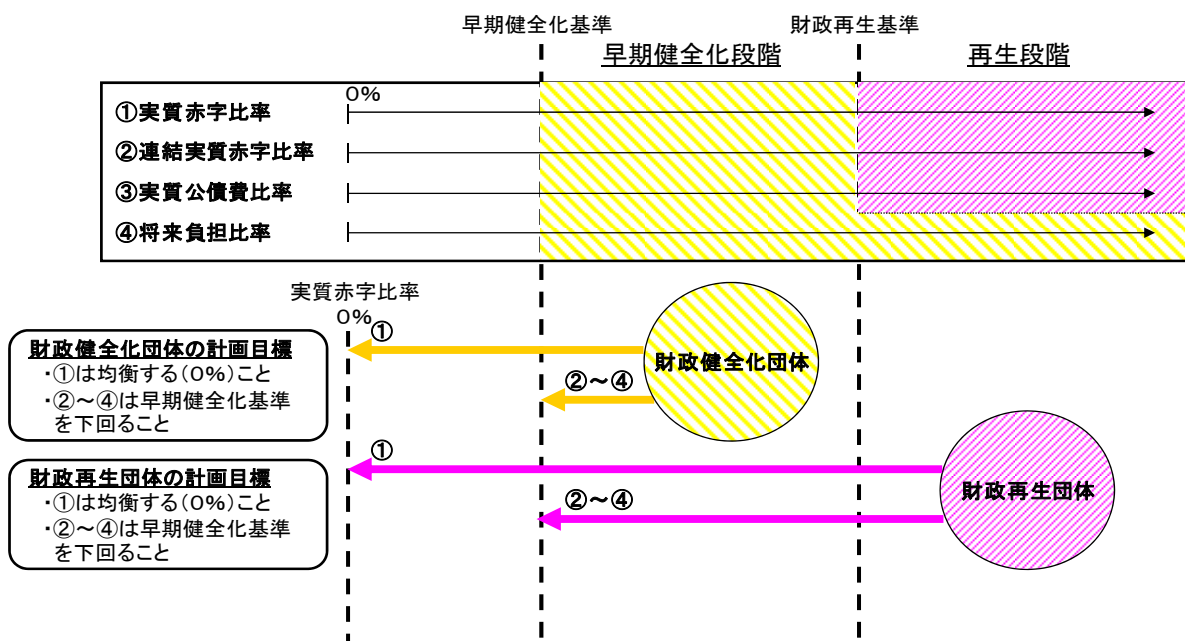 早期健全化基準
財政再生基準
早期健全化段階
再生段階
0%
①実質赤字比率
②連結実質赤字比率
③実質公債費比率
④将来負担比率
実質赤字比率
0%
①
財政健全化団体の計画目標
・①は均衡する(0%)こと
・②～④は早期健全化基準
を下回ること
②～④
財政健全化団体
①
財政再生団体の計画目標
・①は均衡する(0%)こと
・②～④は早期健全化基準
を下回ること
②～④
財政再生団体